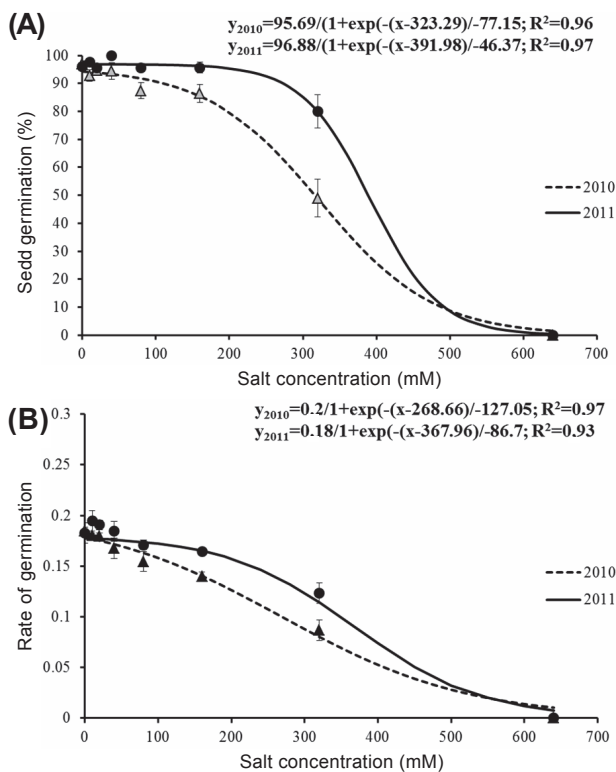 (A)
y2010=95.69/(1+exp(-(x-323.29)/-77.15; R²=0.96
y2011=96.88/(1+exp(-(x-391.98)/-46.37; R²=0.97
100
90
80
70
60
50
40
30
20
10
0
Sedd germination (%)
2010
2011
0 100 200 300 400 500 600 700
Salt concentration (mM)
(B)
y2010=0.2/1+exp(-(x-268.66)/-127.05; R²=0.97
y2011=0.18/1+exp(-(x-367.96)/-86.7; R²=0.93
0.3
0.25
0.2
0.15
0.1
0.05
0
Rate of germination
2010
2011
0 100 200 300 400 500 600 700
Salt concentration (mM)